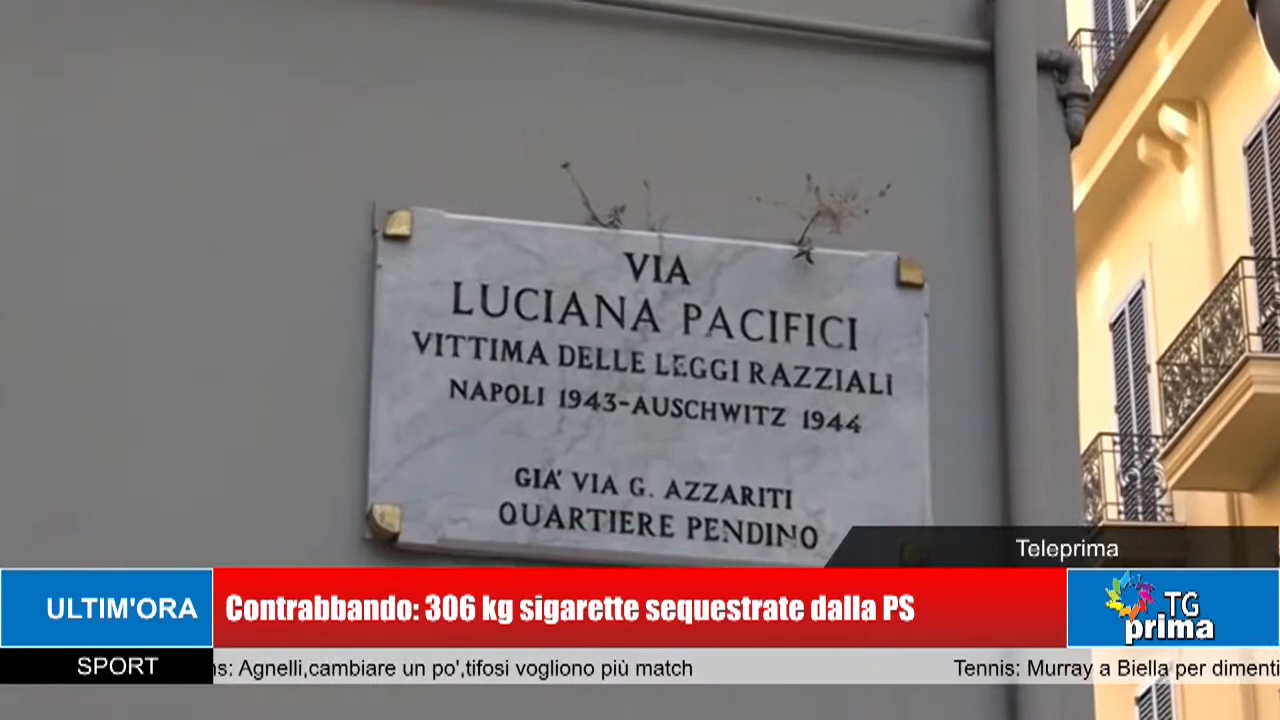 VIA
LUCIANA PACIFICI
VITTIMA DELLE LEGGI RAZZIALI
NAPOLI 1943-AUSCHWITZ 1944
GIA' VIA G. AZZARITI
QUARTIERE PENDINO
Teleprima
ULTIM'ORA
Contrabbando: 306 kg sigarette sequestrate dalla PS
TG
prima
SPORT
s: Agnelli,cambiare un po',tifosi vogliono più match
Tennis: Murray a Biella per dimenti